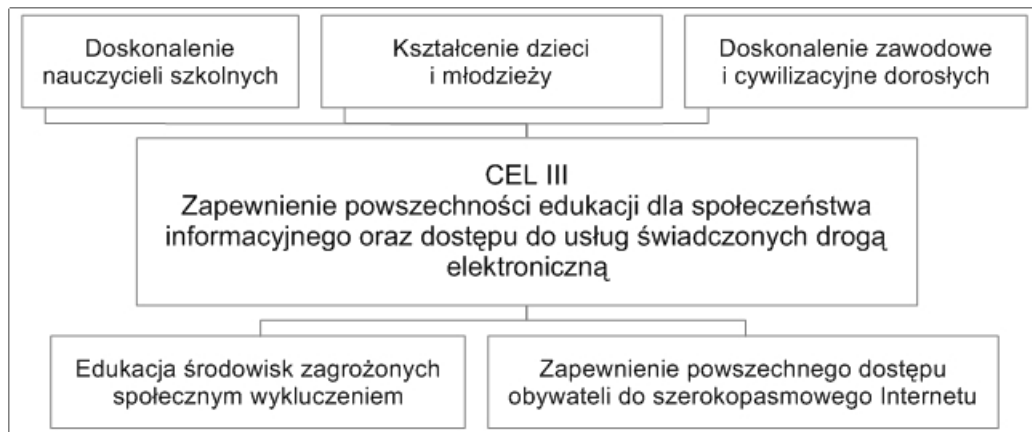 Doskonalenie
nauczycieli szkolnych
Kształcenie dzieci
i młodzieży
Doskonalenie zawodowe
i cywilizacyjne dorosłych
CEL III
Zapewnienie powszechności edukacji dla społeczeństwa
informacyjnego oraz dostępu do usług świadczonych drogą
elektroniczną
Edukacja środowisk zagrożonych
społecznym wykluczeniem
Zapewnienie powszechnego dostępu
obywateli do szerokopasmowego Internetu